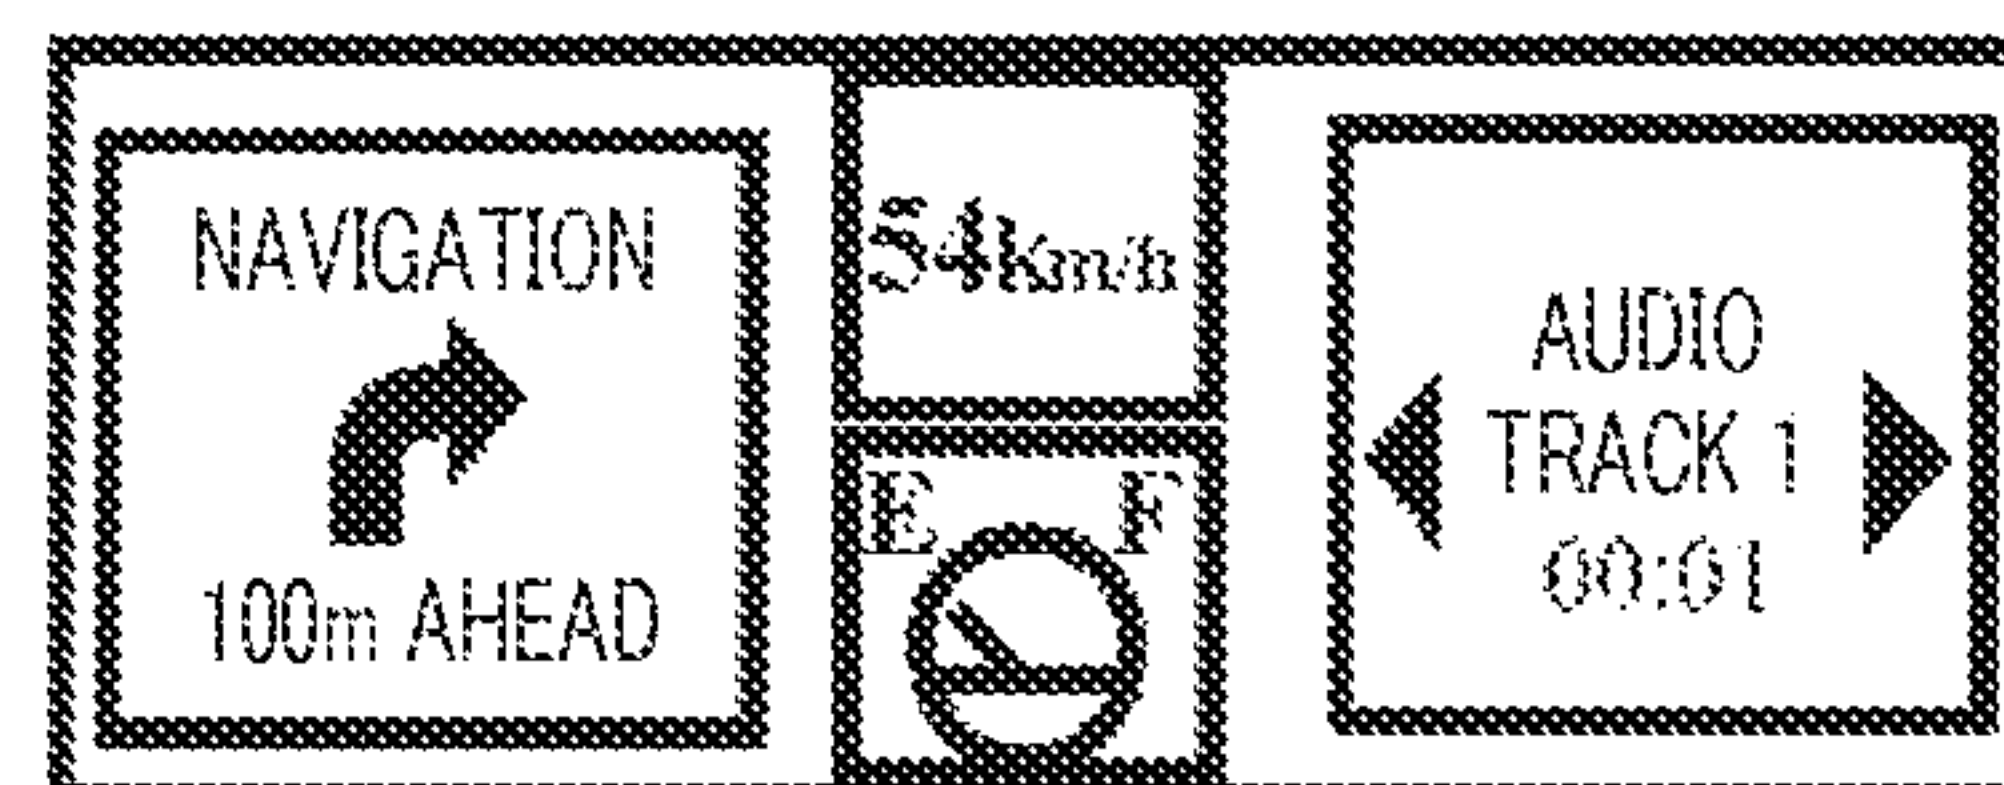 NAVIGATION
100m AHEAD
54km/h
E F
AUDIO
TRACK 1
00:01